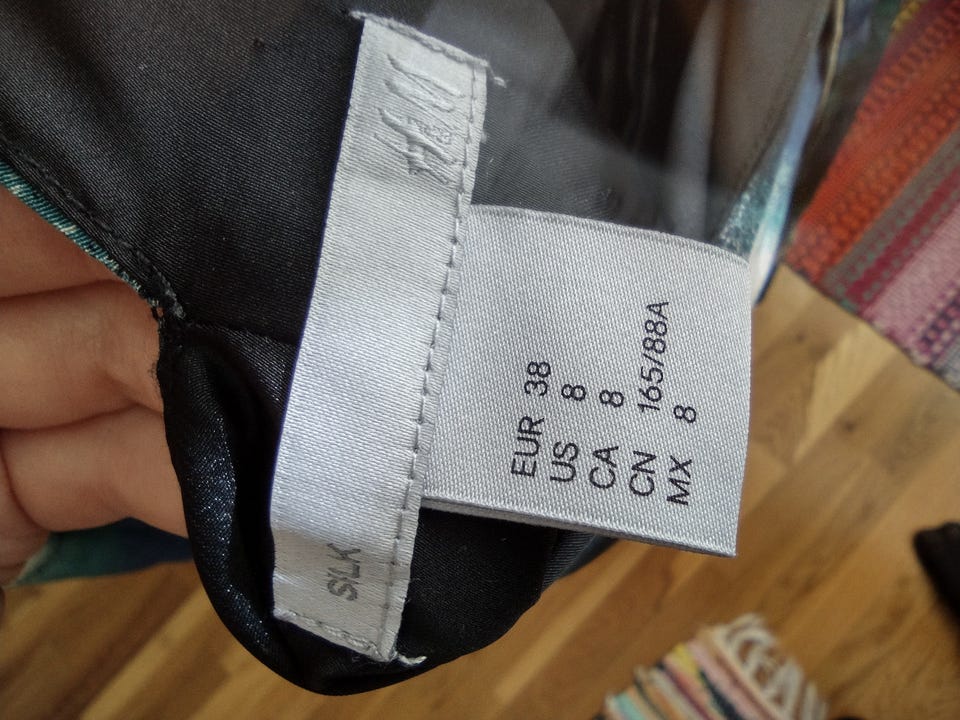 H&M
SILK
EUR 38
US 8
CA 8
CN 165/88A
MX 8